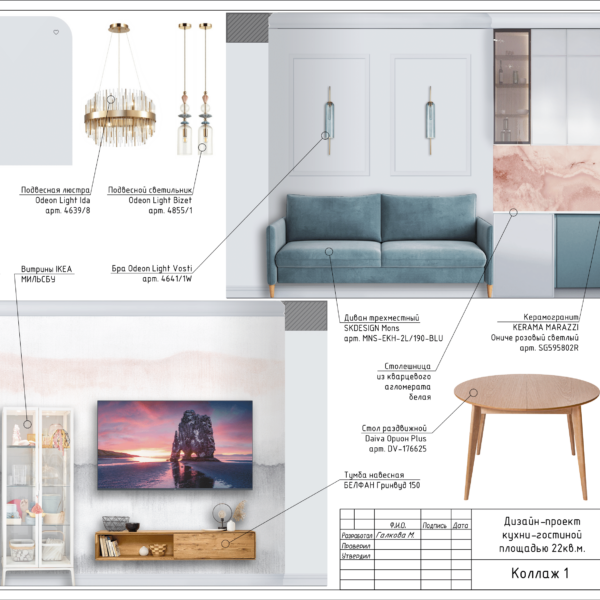 Подвесная люстра
Odeon Light Ida
арт. 4639/8
Подвесной светильник
Odeon Light Bizet
арт. 4855/1
Витрины IKEA
МИЛЬСБУ
Бра Odeon Light Vosti
арт. 4641/1W
Диван трехместный
SKDESIGN Mons
арт. MNS-EKH-2L/190-BLU
Керамогранит
KERAMA MARAZZI
Ониче розовый светлый
арт. SG595802R
Столешница
из кварцевого
агломерата
белая
Стол раздвижной
Daiva Орион Plus
арт. DV-176625
Тумба навесная
БЕЛФАН Гринвуд 150
Ф.И.О. Подпись Дата
Разработал Галкова М.
Проверил
Утвердил
Дизайн-проект
кухни-гостиной
площадью 22кв.м.
Коллаж 1